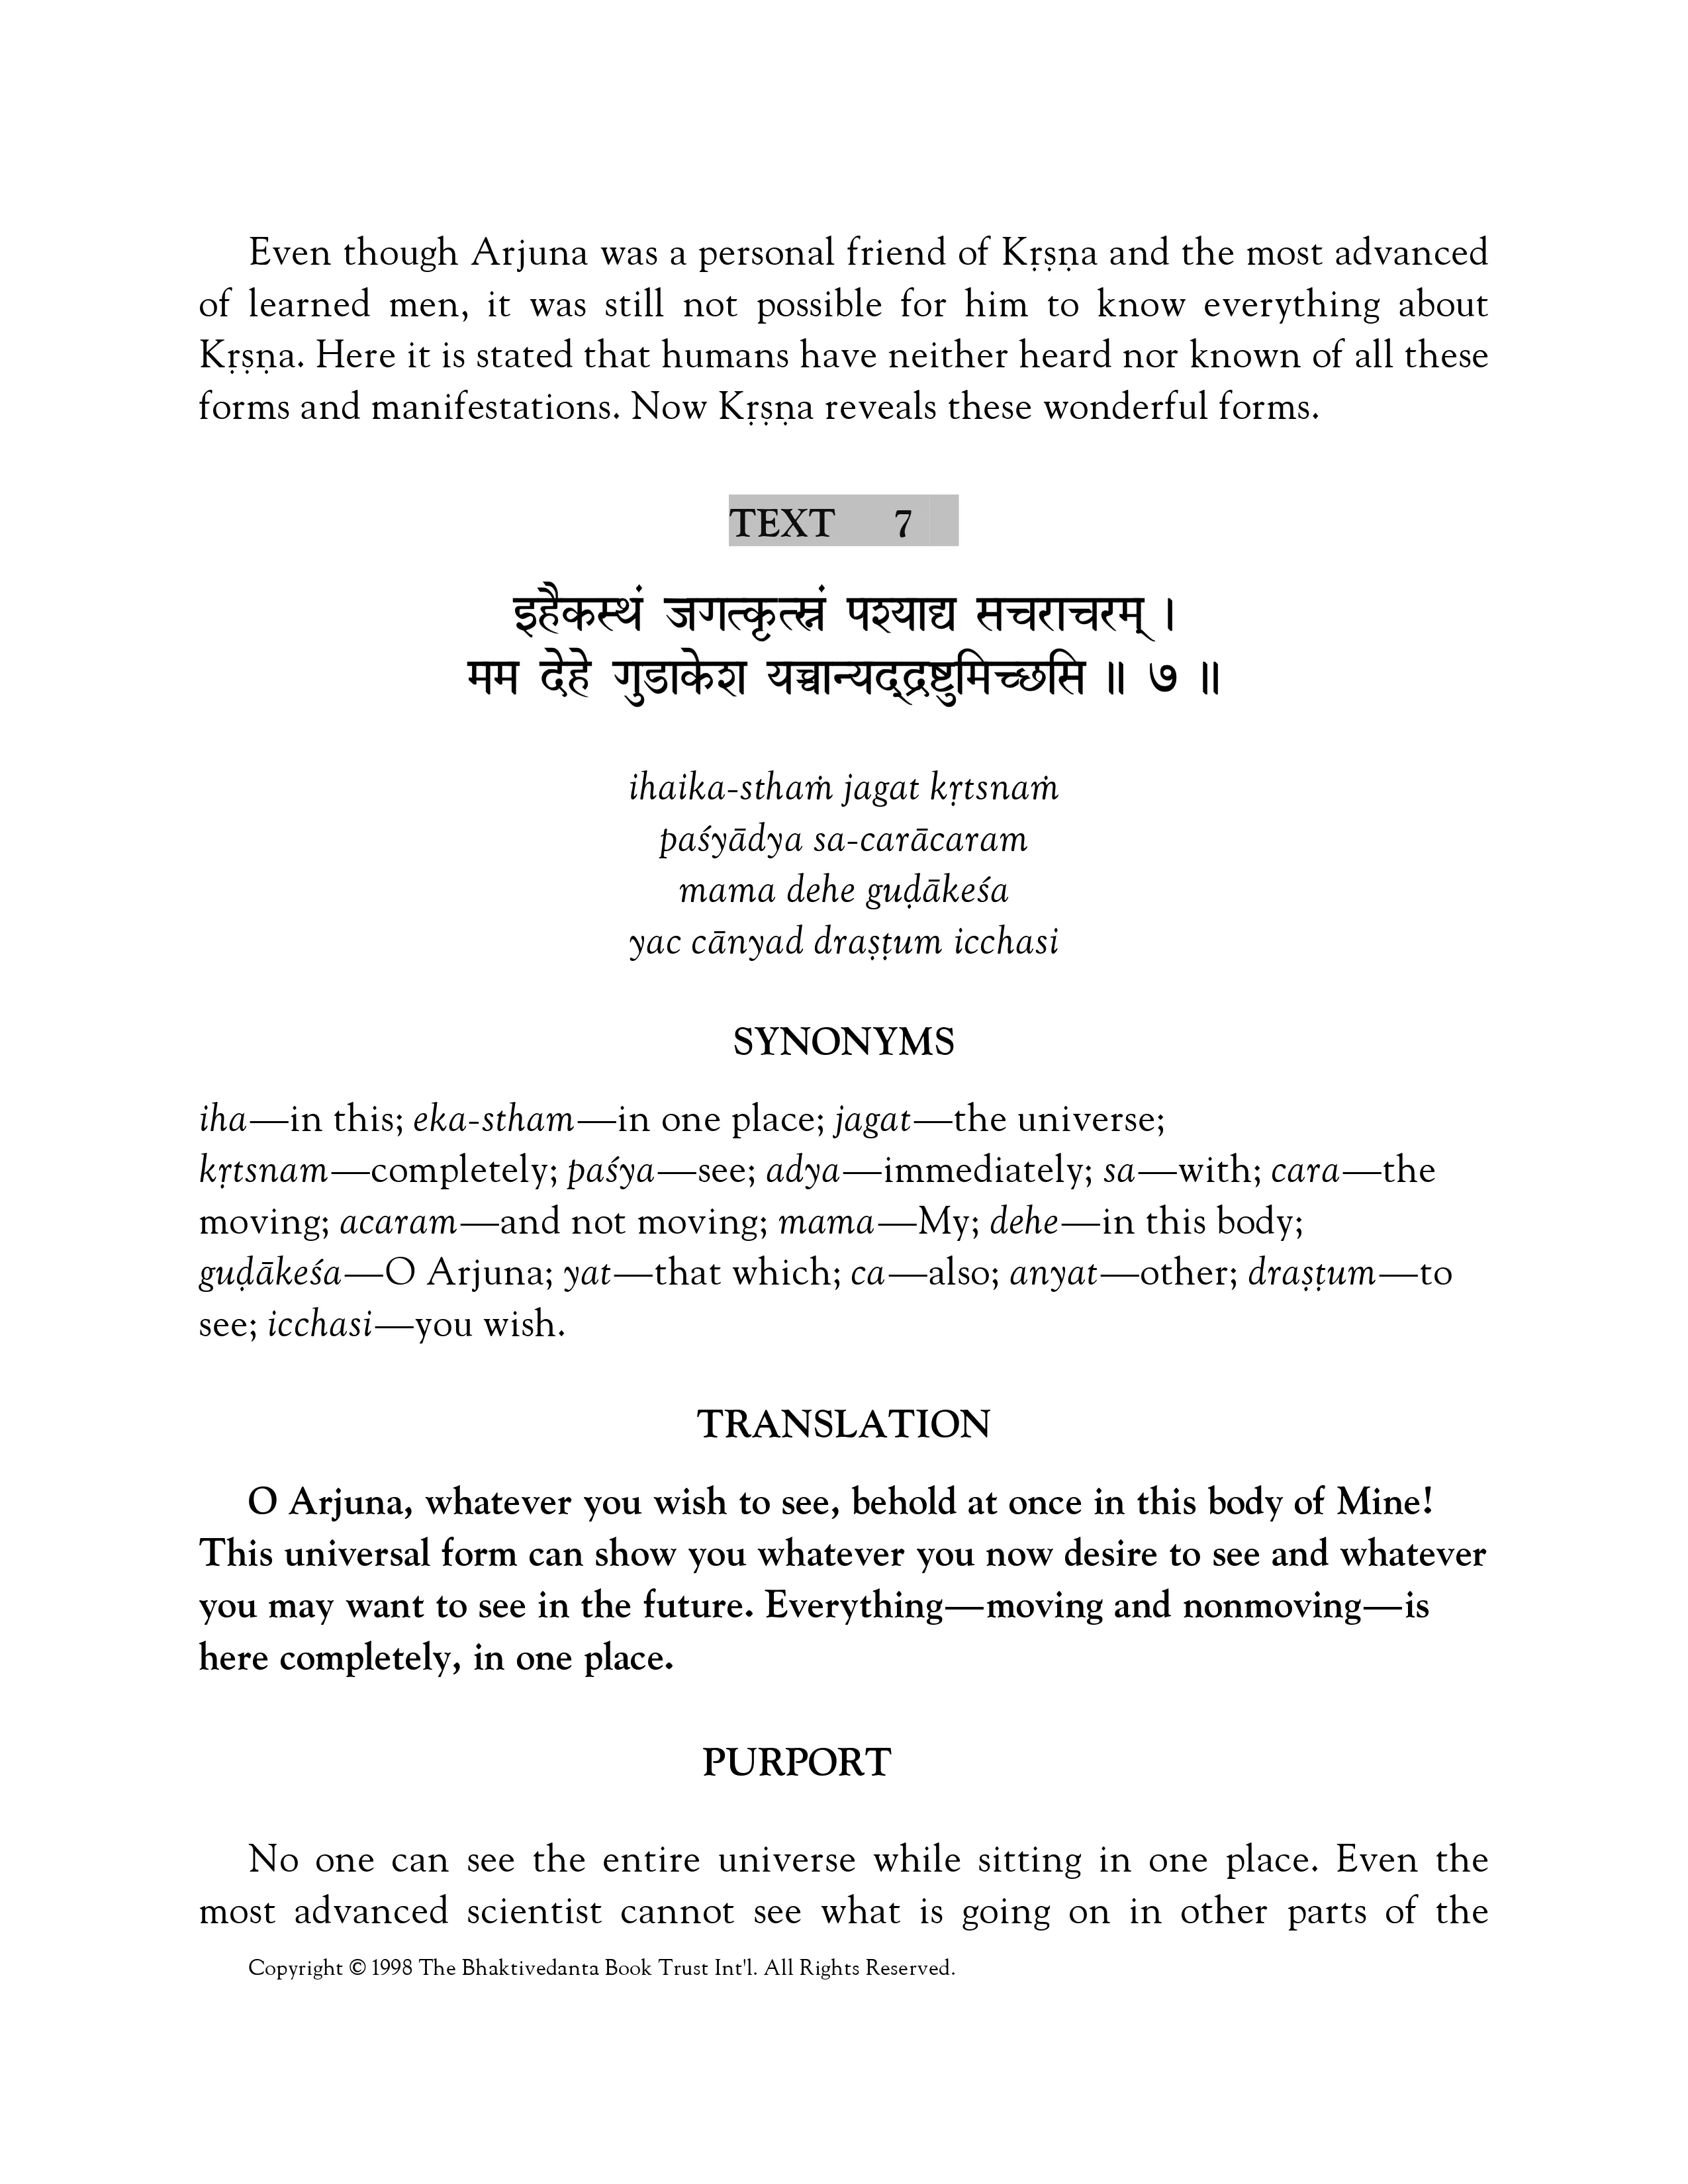 Even though Arjuna was a personal friend of Kṛṣṇa and the most advanced
of learned men, it was still not possible for him to know everything about
Kṛṣṇa. Here it is stated that humans have neither heard nor known of all these
forms and manifestations. Now Kṛṣṇa reveals these wonderful forms.
TEXT 7
इहैकस्थं जगत्कृत्स्नं पश्याद्य सचराचरम् ।
मम देहे गुडाकेश यच्चान्यद्द्रष्टुमिच्छसि ॥ ७ ॥
ihaika-sthaṁ jagat kṛtsnaṁ
paśyādya sa-carācaram
mama dehe guḍākeśa
yac cānyad draṣṭum icchasi
SYNONYMS
iha—in this; eka-stham—in one place; jagat—the universe;
kṛtsnam—completely; paśya—see; adya—immediately; sa—with; cara—the
moving; acaram—and not moving; mama—My; dehe—in this body;
guḍākeśa—O Arjuna; yat—that which; ca—also; anyat—other; draṣṭum—to
see; icchasi—you wish.
TRANSLATION
O Arjuna, whatever you wish to see, behold at once in this body of Mine!
This universal form can show you whatever you now desire to see and whatever
you may want to see in the future. Everything—moving and nonmoving—is
here completely, in one place.
PURPORT
No one can see the entire universe while sitting in one place. Even the
most advanced scientist cannot see what is going on in other parts of the
Copyright © 1998 The Bhaktivedanta Book Trust Int'l. All Rights Reserved.